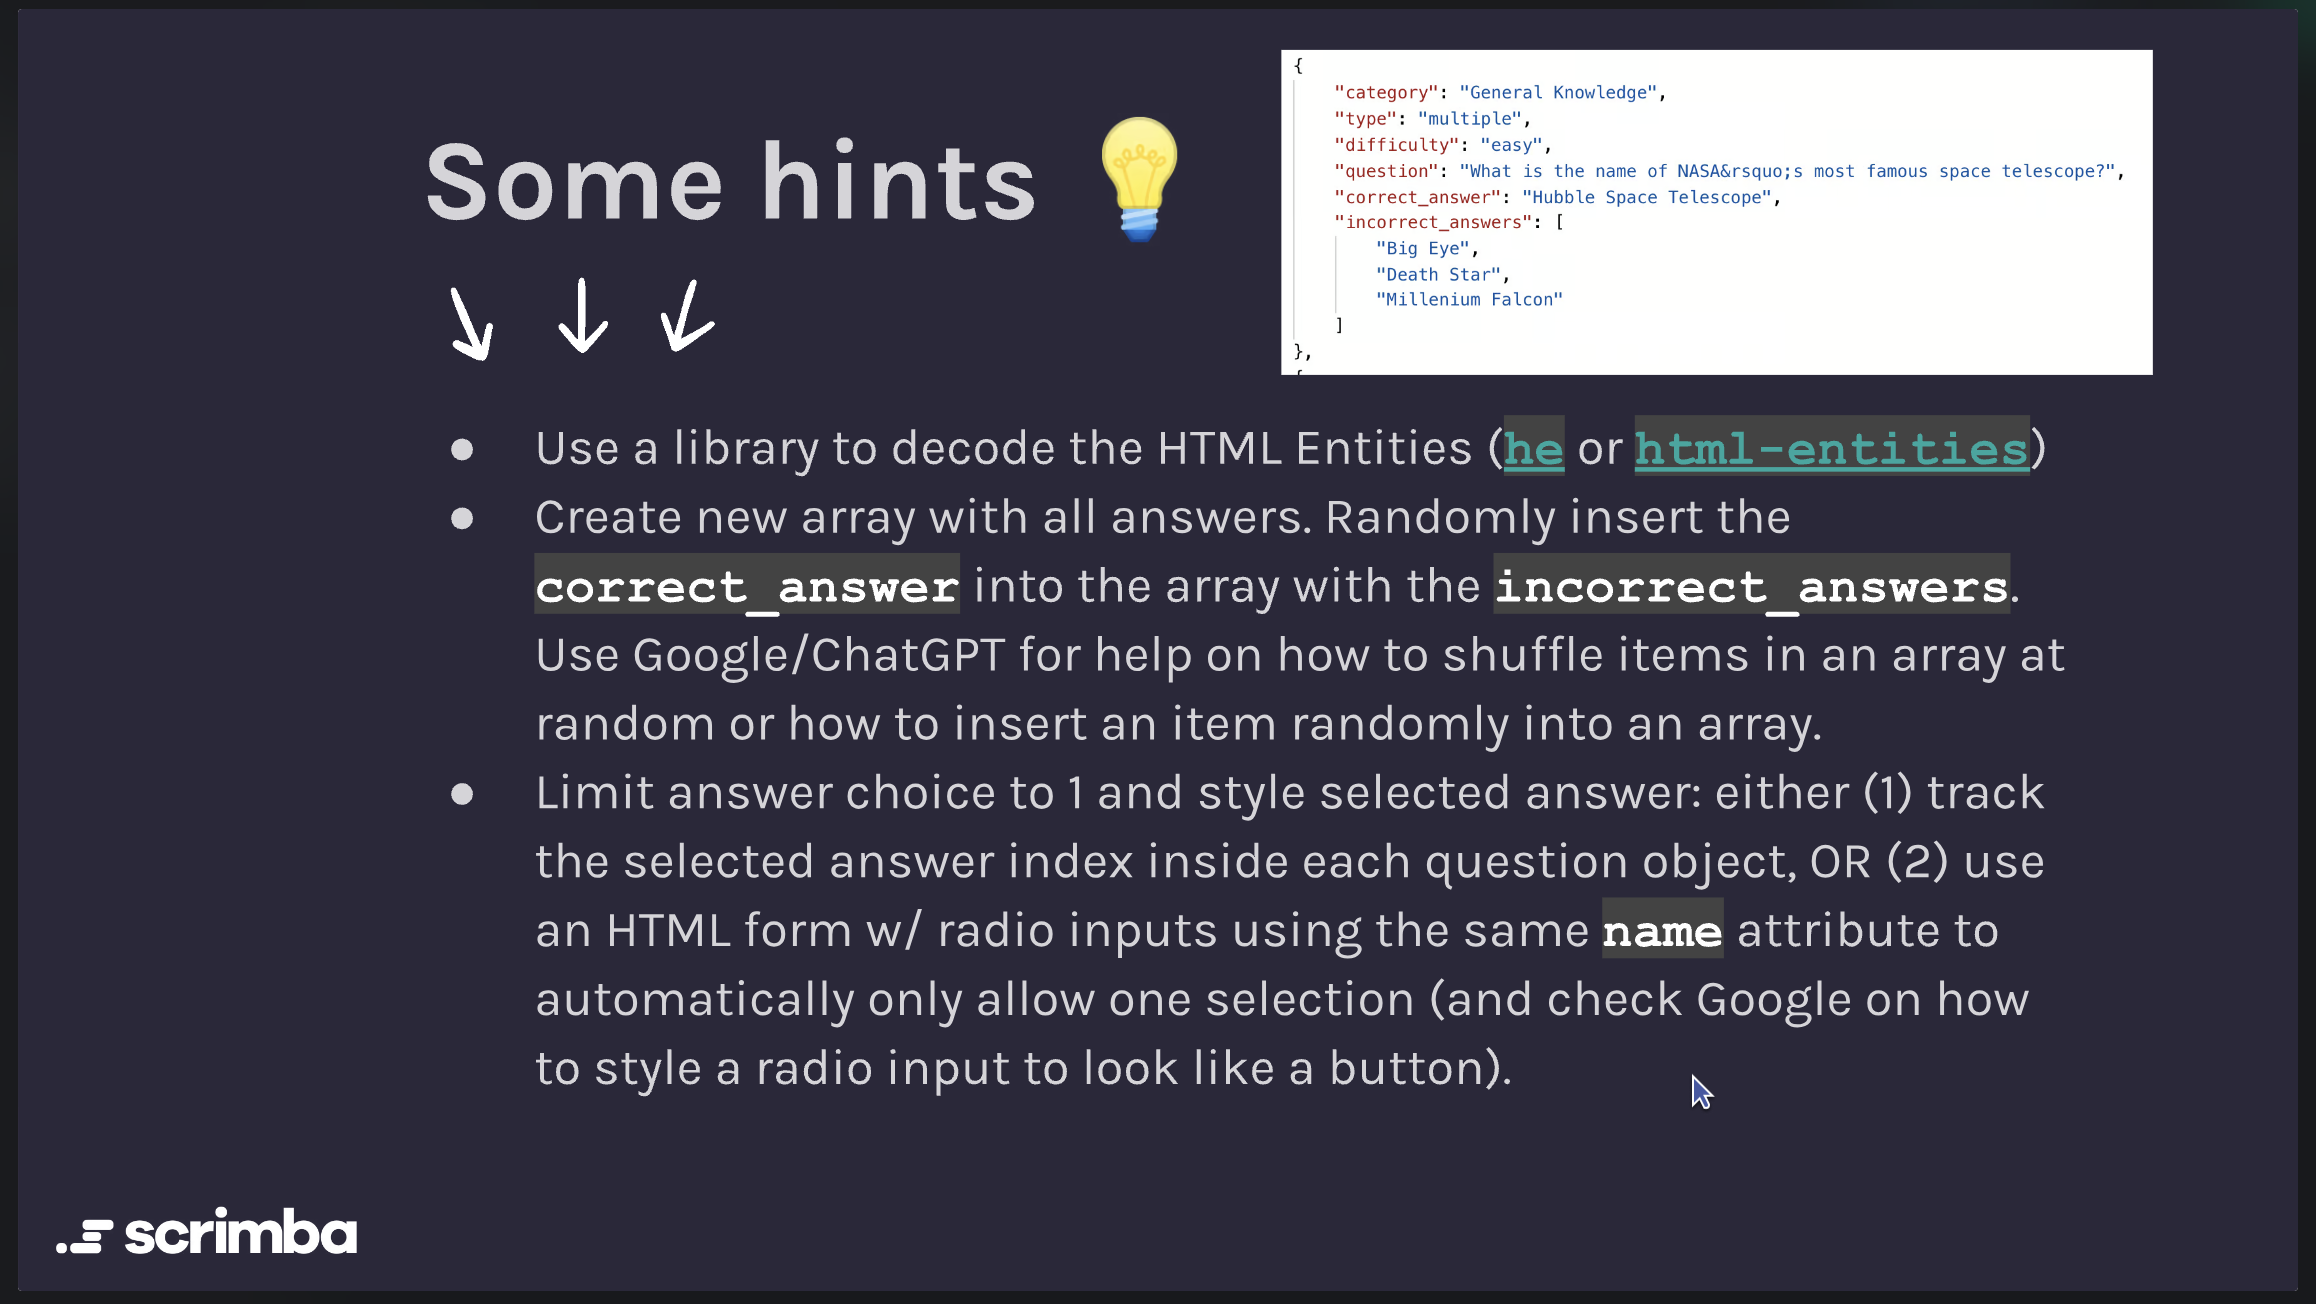 Some hints 💡
{
"category": "General Knowledge",
"type": "multiple",
"difficulty": "easy",
"question": "What is the name of NASA&rsquo;s most famous space telescope?",
"correct_answer": "Hubble Space Telescope",
"incorrect_answers": [
"Big Eye",
"Death Star",
"Millenium Falcon"
]
},
● Use a library to decode the HTML Entities (he or html-entities)
● Create new array with all answers. Randomly insert the
correct_answer into the array with the incorrect_answers.
Use Google/ChatGPT for help on how to shuffle items in an array at
random or how to insert an item randomly into an array.
● Limit answer choice to 1 and style selected answer: either (1) track
the selected answer index inside each question object, OR (2) use
an HTML form w/ radio inputs using the same name attribute to
automatically only allow one selection (and check Google on how
to style a radio input to look like a button).
scrimba